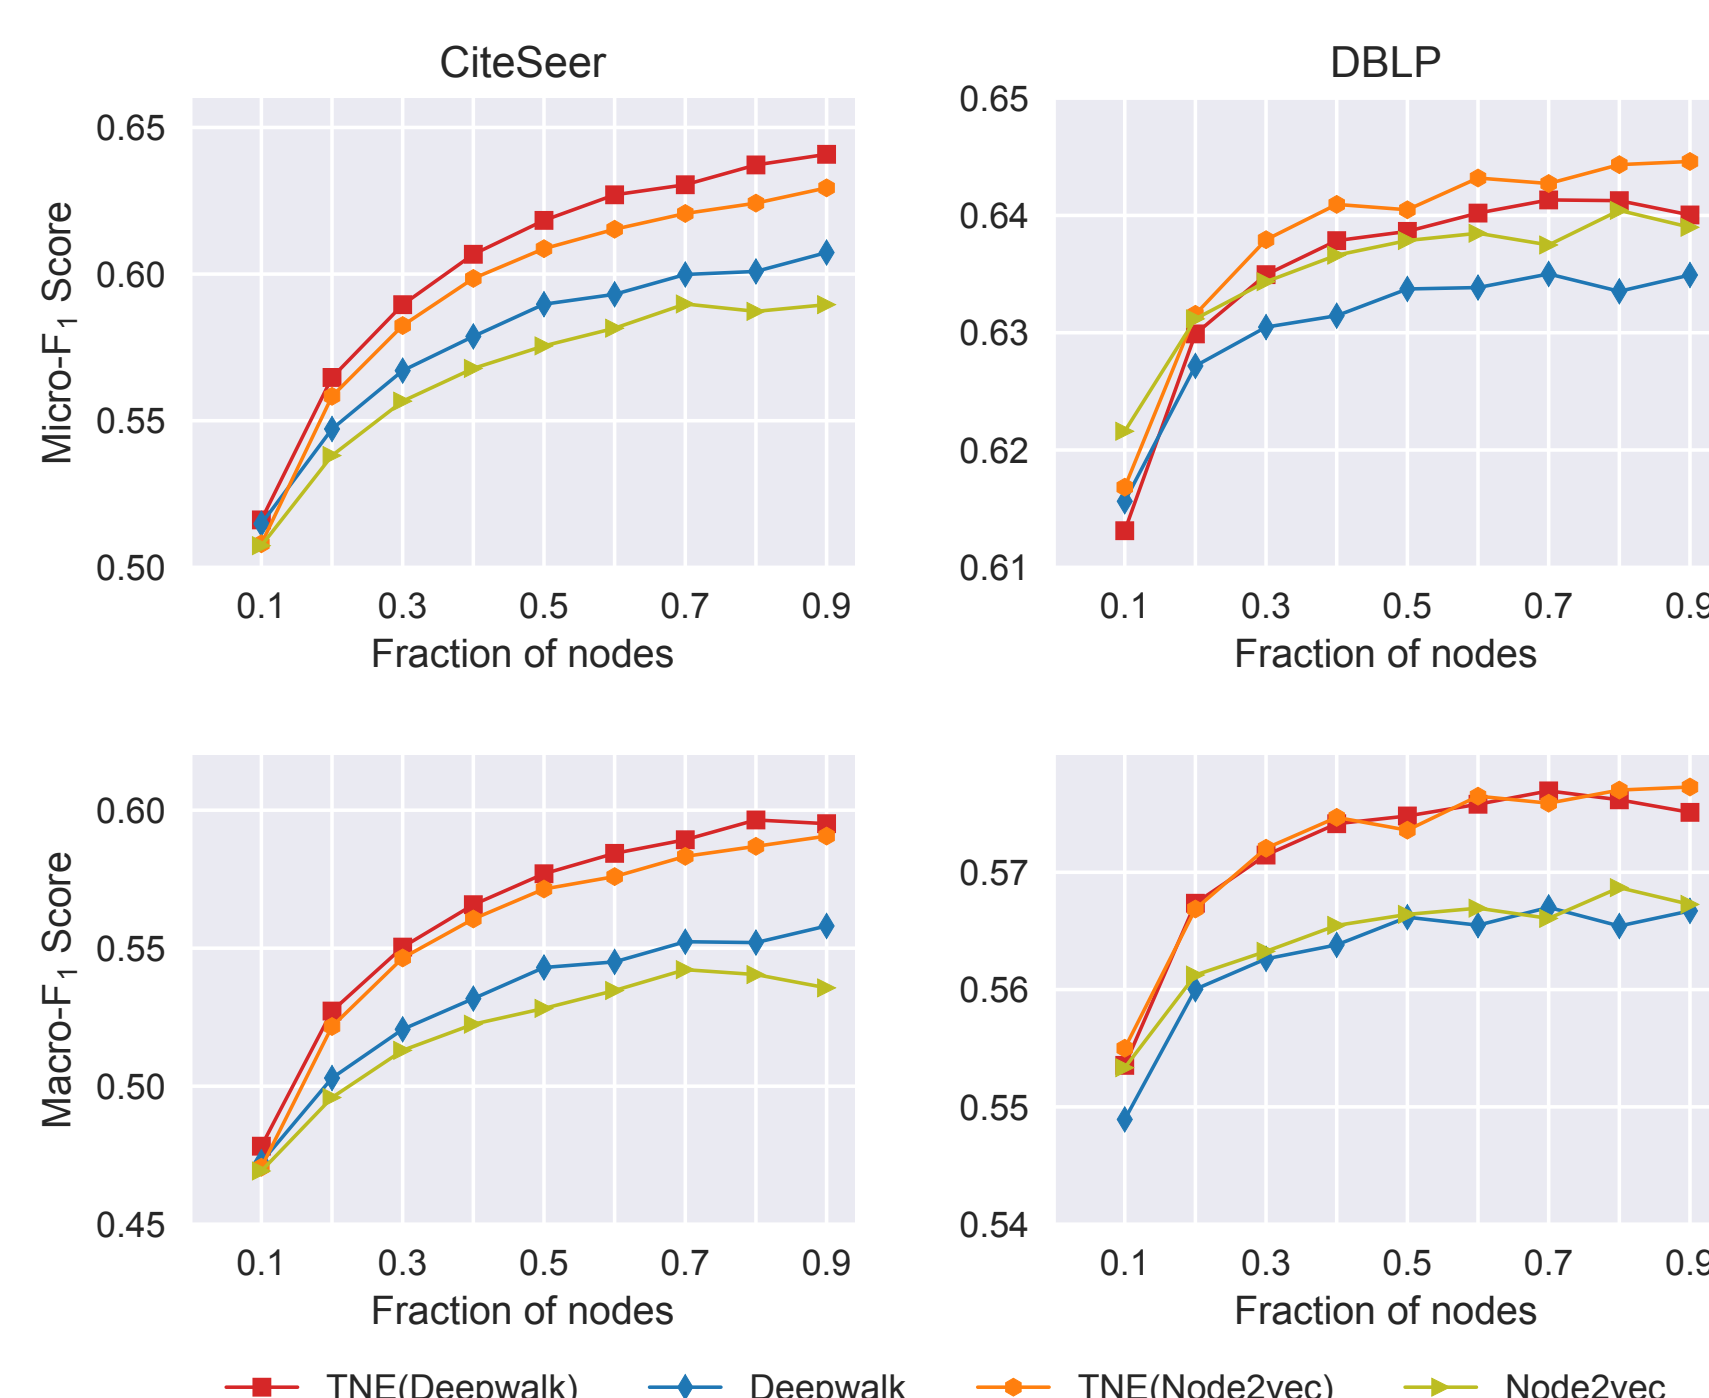 CiteSeer
DBLP
0.65
0.60
0.55
0.50
Micro-F1 Score
0.1 0.3 0.5 0.7 0.9
Fraction of nodes
0.65
0.64
0.63
0.62
0.61
0.1 0.3 0.5 0.7 0.9
Fraction of nodes
0.60
0.55
0.50
0.45
Macro-F1 Score
0.1 0.3 0.5 0.7 0.9
Fraction of nodes
0.57
0.56
0.55
0.54
0.1 0.3 0.5 0.7 0.9
Fraction of nodes
TNE(Deepwalk) Deepwalk TNE(Node2vec) Node2vec